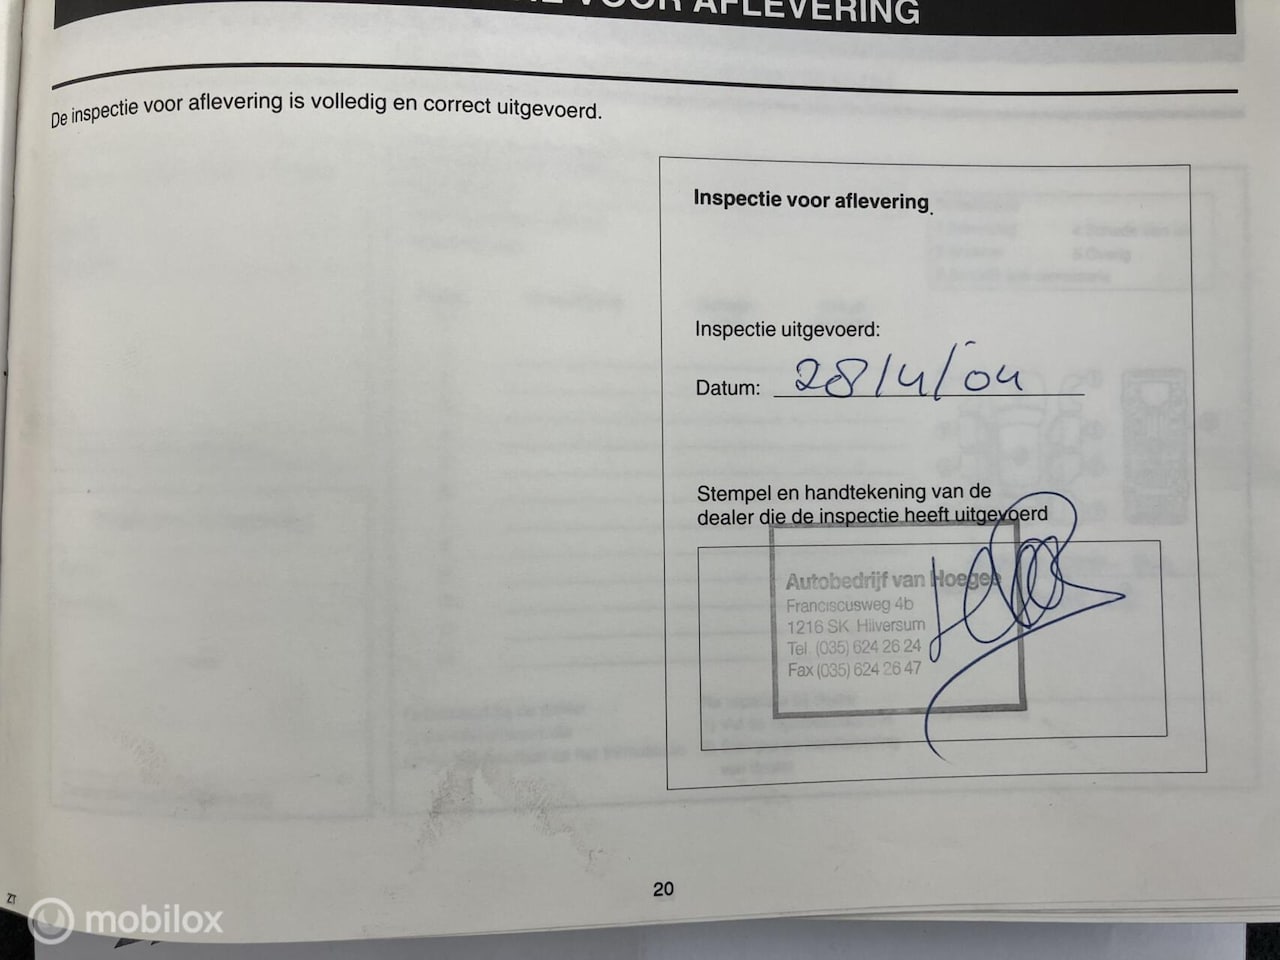 VOOR AFLEVERING
De inspectie voor aflevering is volledig en correct uitgevoerd.
Inspectie voor aflevering.
Inspectie uitgevoerd:
Datum: 28/4/04
Stempel en handtekening van de
dealer die de inspectie heeft uitgevoerd
Autobedrijf van Hoegee
Franciscusweg 4b
1216 SK Hilversum
Tel. (035) 624 26 24
Fax (035) 624 26 47
20
ZT
mobilox